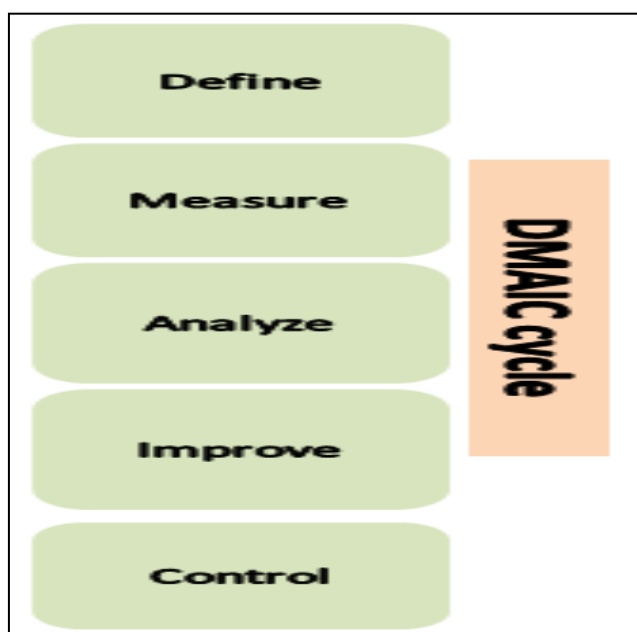 Define
Measure
Analyze
Improve
Control
DMAIC cycle